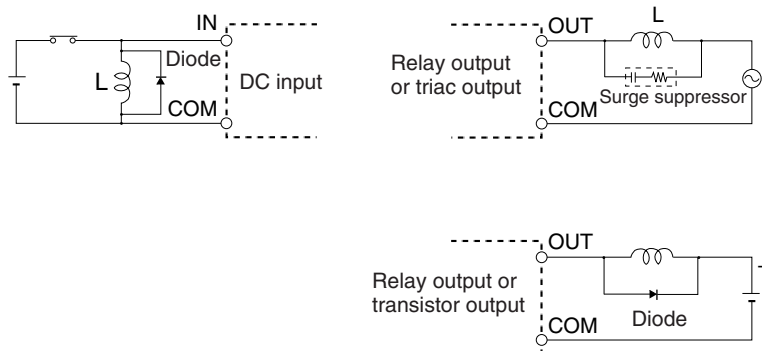 IN
Diode
L
DC input
COM
OUT
L
Relay output
or triac output
Surge suppressor
COM
OUT
Relay output or
transistor output
Diode
COM